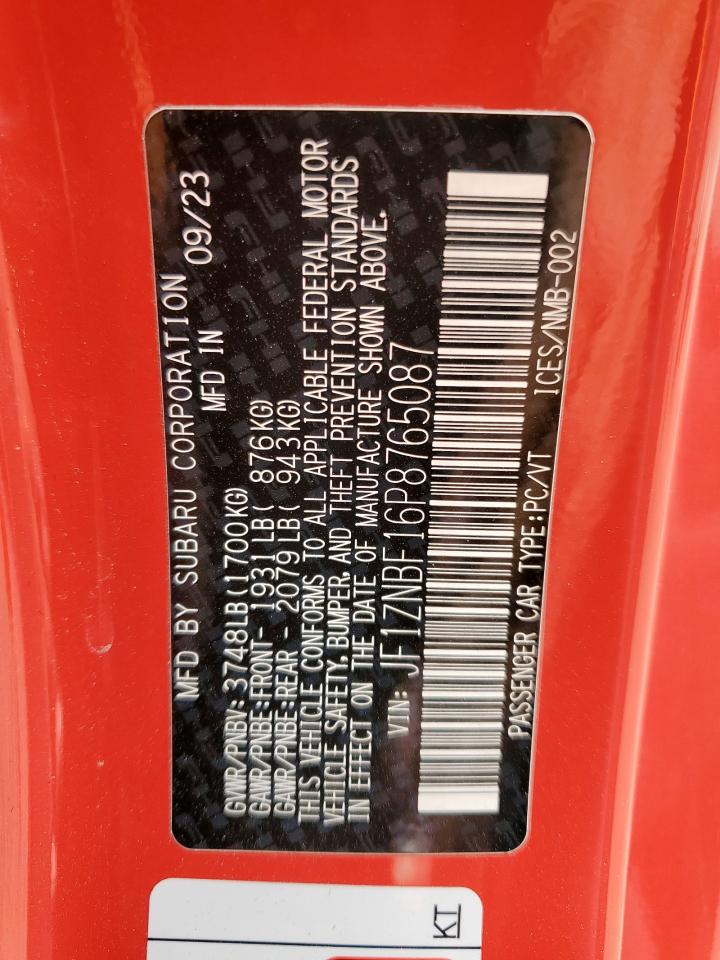 MFD BY SUBARU CORPORATION
MFD IN 09/23
GVWR/PNBV: 3748LB(1700KG)
GAWR/PNBE:FRONT- 1931LB( 876KG)
GAWR/PNBE:REAR - 2079LB( 943KG)
THIS VEHICLE CONFORMS TO ALL APPLICABLE FEDERAL MOTOR
VEHICLE SAFETY, BUMPER, AND THEFT PREVENTION STANDARDS
IN EFFECT ON THE DATE OF MANUFACTURE SHOWN ABOVE.
VIN: JF1ZNBF16P8765087
PASSENGER CAR TYPE:PC/VT ICES/NMB-002
KT